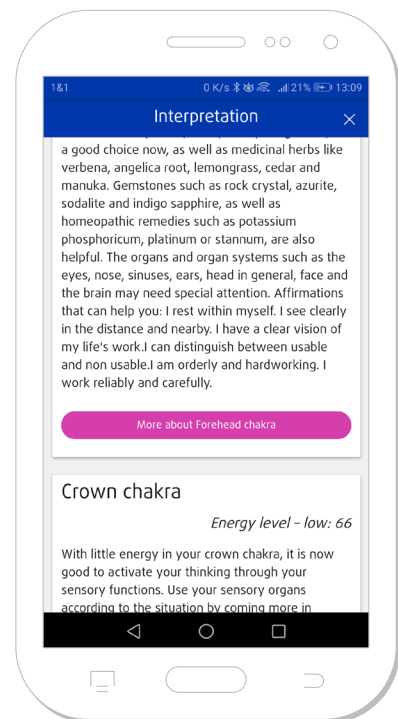 1&1 0 K/s 21% 13:09
Interpretation
a good choice now, as well as medicinal herbs like
verbena, angelica root, lemongrass, cedar and
manuka. Gemstones such as rock crystal, azurite,
sodalite and indigo sapphire, as well as
homeopathic remedies such as potassium
phosphoricum, platinum or stannum, are also
helpful. The organs and organ systems such as the
eyes, nose, sinuses, ears, head in general, face and
the brain may need special attention. Affirmations
that can help you: I rest within myself. I see clearly
in the distance and nearby. I have a clear vision of
my life's work.I can distinguish between usable
and non usable.I am orderly and hardworking. I
work reliably and carefully.
More about Forehead chakra
Crown chakra
Energy level – low: 66
With little energy in your crown chakra, it is now
good to activate your thinking through your
sensory functions. Use your sensory organs
according to the situation by coming more in